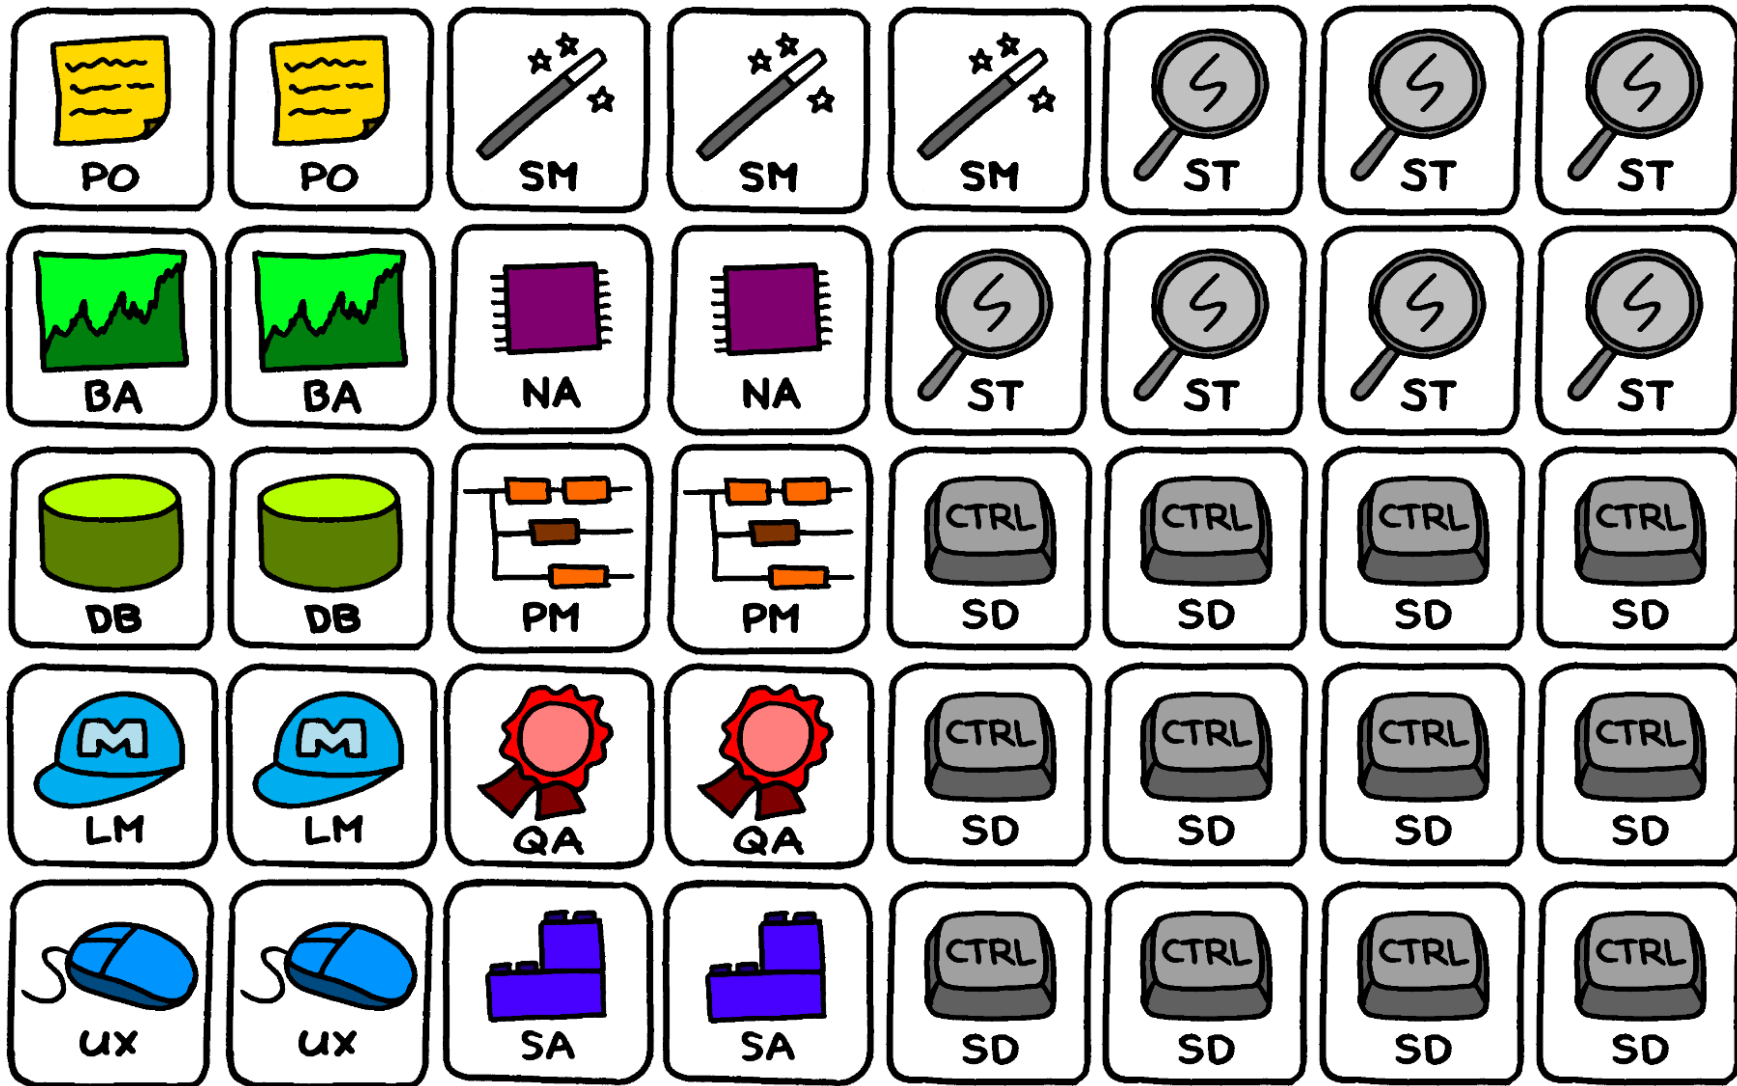 PO PO SM SM SM ST ST ST
BA BA NA NA ST ST ST ST
CTRL CTRL CTRL CTRL
DB DB PM PM SD SD SD SD
M M CTRL CTRL CTRL CTRL
LM LM QA QA SD SD SD SD
CTRL CTRL CTRL CTRL
UX UX SA SA SD SD SD SD